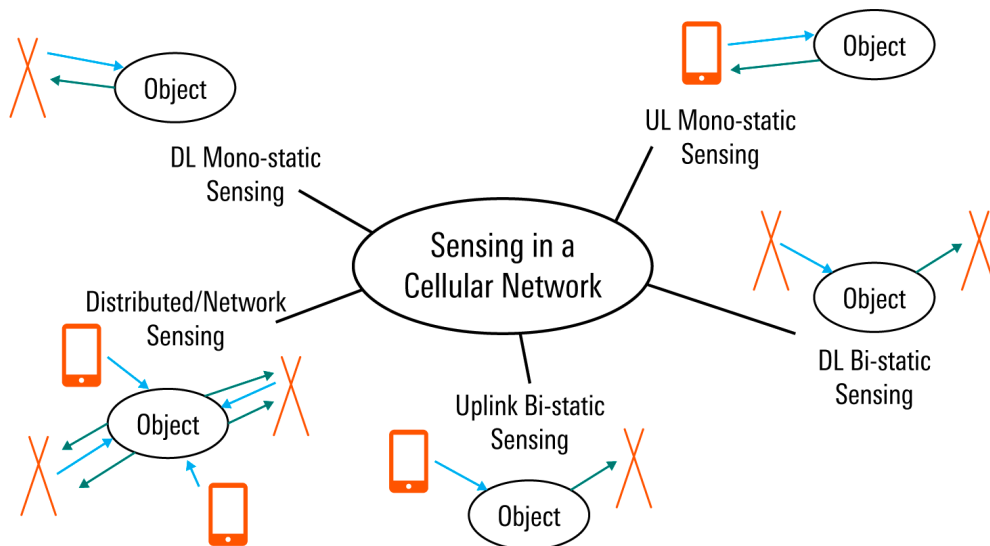 Object
Object
UL Mono-static
Sensing
DL Mono-static
Sensing
Sensing in a
Cellular Network
Object
Distributed/Network
Sensing
DL Bi-static
Sensing
Object
Uplink Bi-static
Sensing
Object